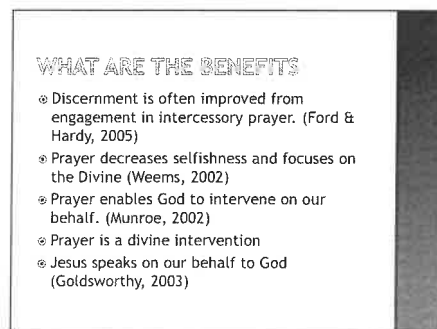 WHAT ARE THE BENEFITS
Discernment is often improved from
engagement in intercessory prayer. (Ford &
Hardy, 2005)
Prayer decreases selfishness and focuses on
the Divine (Weems, 2002)
Prayer enables God to intervene on our
behalf. (Munroe, 2002)
Prayer is a divine intervention
Jesus speaks on our behalf to God
(Goldsworthy, 2003)